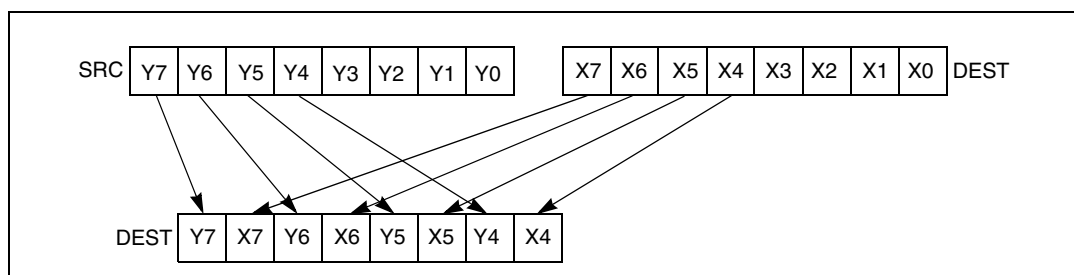 SRC Y7 Y6 Y5 Y4 Y3 Y2 Y1 Y0 X7 X6 X5 X4 X3 X2 X1 X0 DEST
DEST Y7 X7 Y6 X6 Y5 X5 Y4 X4